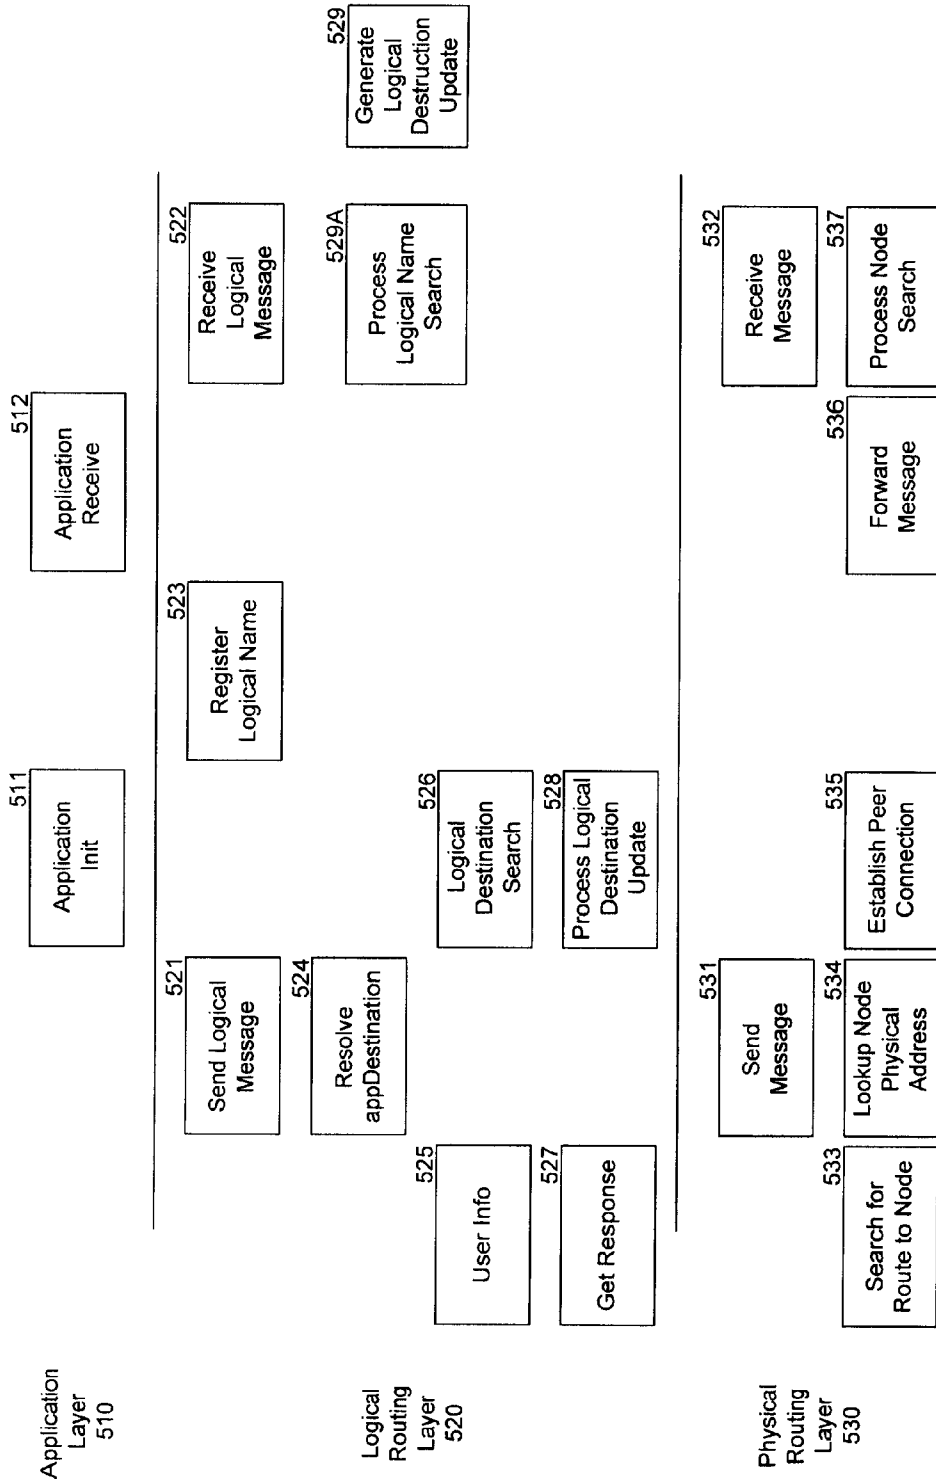 Application
Layer
510
511
Application
Init
512
Application
Receive
Logical
Routing
Layer
520
521
Send Logical
Message
523
Register
Logical Name
522
Receive
Logical
Message
524
Resolve
appDestination
529A
Process
Logical Name
Search
529
Generate
Logical
Destruction
Update
525
User Info
526
Logical
Destination
Search
527
Get Response
528
Process Logical
Destination
Update
Physical
Routing
Layer
530
531
Send
Message
532
Receive
Message
533
Search for
Route to Node
534
Lookup Node
Physical
Address
535
Establish Peer
Connection
536
Forward
Message
537
Process Node
Search